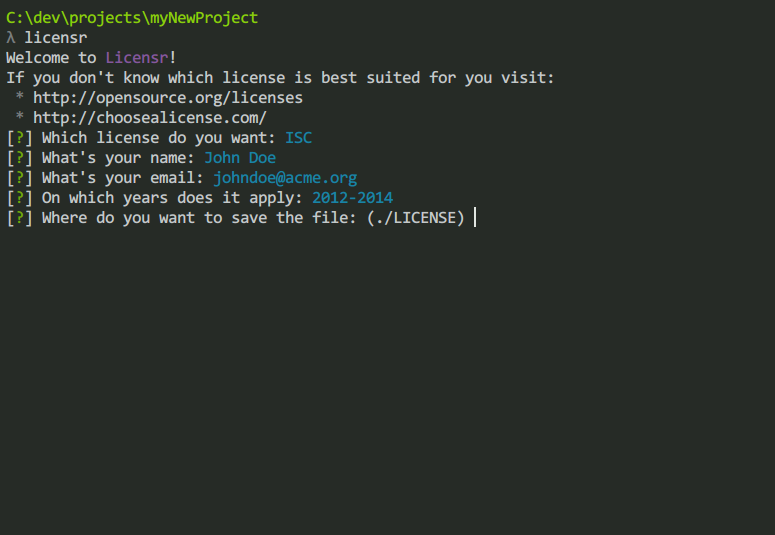 C:\dev\projects\myNewProject
λ licensr
Welcome to Licensr!
If you don't know which license is best suited for you visit:
 * http://opensource.org/licenses
 * http://choosealicense.com/
[?] Which license do you want: ISC
[?] What's your name: John Doe
[?] What's your email: johndoe@acme.org
[?] On which years does it apply: 2012-2014
[?] Where do you want to save the file: (./LICENSE)